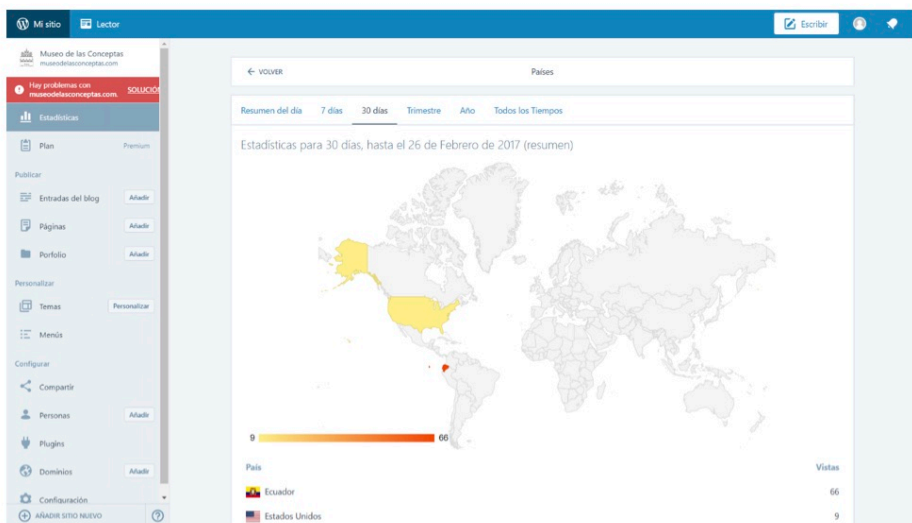 Mi sitio
Lector
Escribir
Museo de las Conceptas
museodelasconceptas.com
Hay problemas con
museodelasconceptas.com.
SOLUCIÓ
Estadísticas
Plan
Premium
Publicar
Entradas del blog
Añadir
Páginas
Añadir
Porfolio
Añadir
Personalizar
Temas
Personalizar
Menús
Configurar
Compartir
Personas
Añadir
Plugins
Dominios
Añadir
Configuración
AÑADIR SITIO NUEVO
VOLVER
Países
Resumen del día 7 días 30 días Trimestre Año Todos los Tiempos
Estadísticas para 30 días, hasta el 26 de Febrero de 2017 (resumen)
9 66
País Vistas
Ecuador 66
Estados Unidos 9